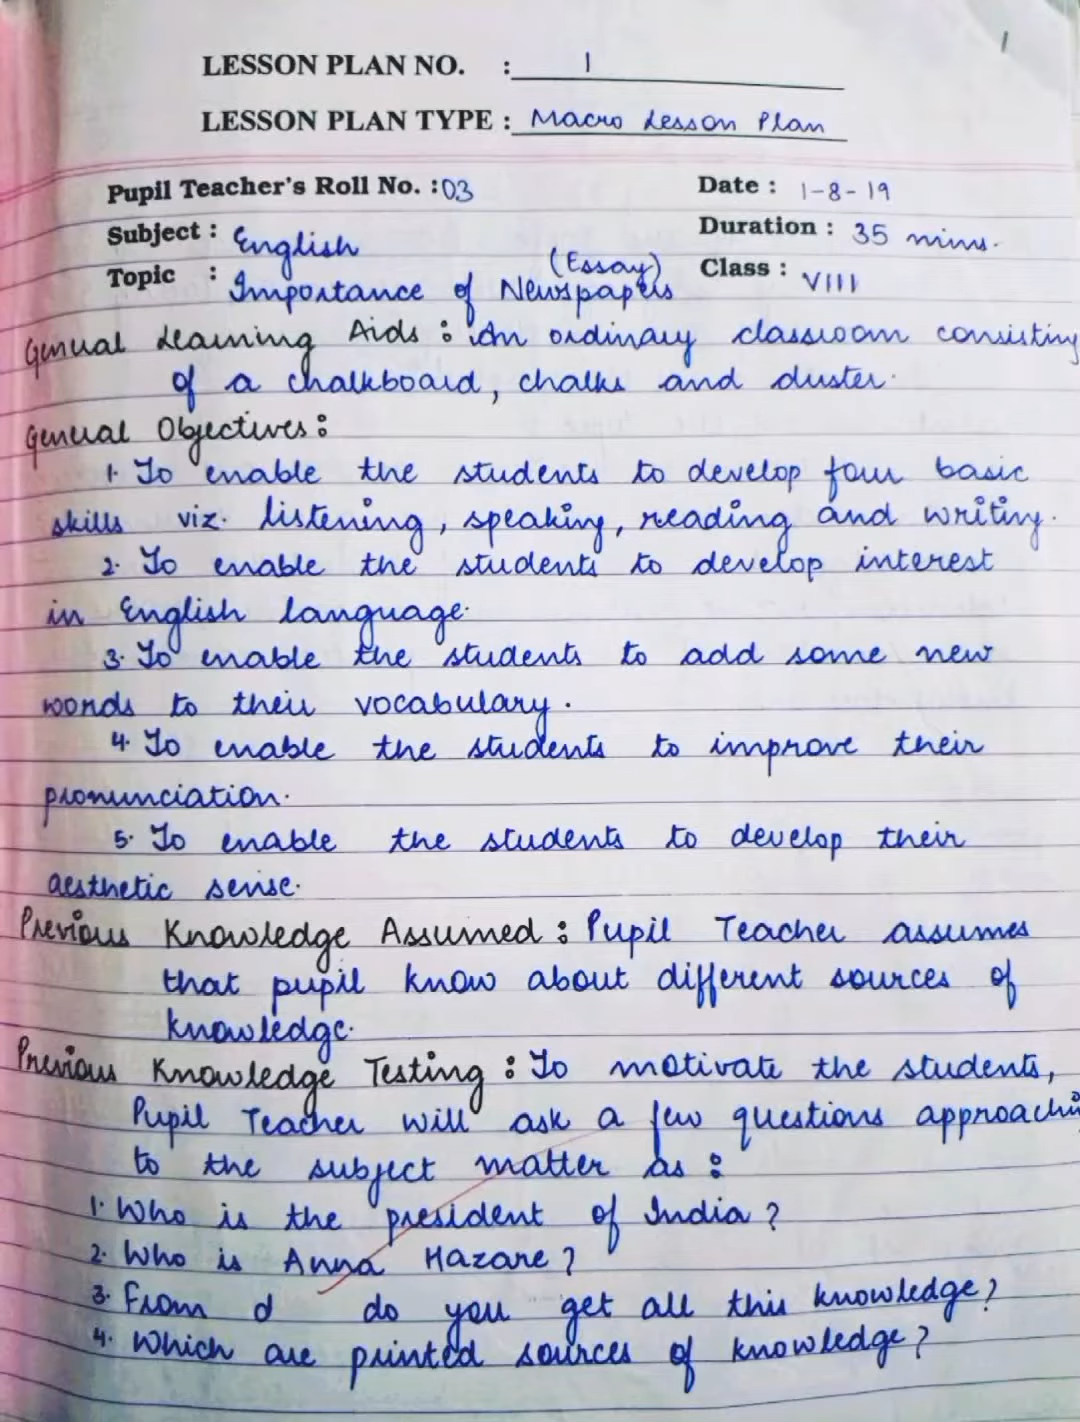 1
LESSON PLAN NO. : 1
LESSON PLAN TYPE : Macro Lesson Plan
Pupil Teacher's Roll No. : 03 Date : 1-8-19
Subject : English Duration : 35 mins.
Topic : Importance of Newspapers (Essay) Class : VIII
General Learning Aids : An ordinary classroom consisting
of a chalkboard, chalks and duster.
General Objectives :
1. To enable the students to develop four basic
skills viz. listening, speaking, reading and writing.
2. To enable the students to develop interest
in English language.
3. To enable the students to add some new
words to their vocabulary.
4. To enable the students to improve their
pronunciation.
5. To enable the students to develop their
aesthetic sense.
Previous Knowledge Assumed : Pupil Teacher assumes
that pupil know about different sources of
knowledge.
Previous Knowledge Testing : To motivate the students,
Pupil Teacher will ask a few questions approachi
to the subject matter as :
1. Who is the president of India ?
2. Who is Anna Hazare ?
3. From d do you get all this knowledge ?
4. Which are printed sources of knowledge ?